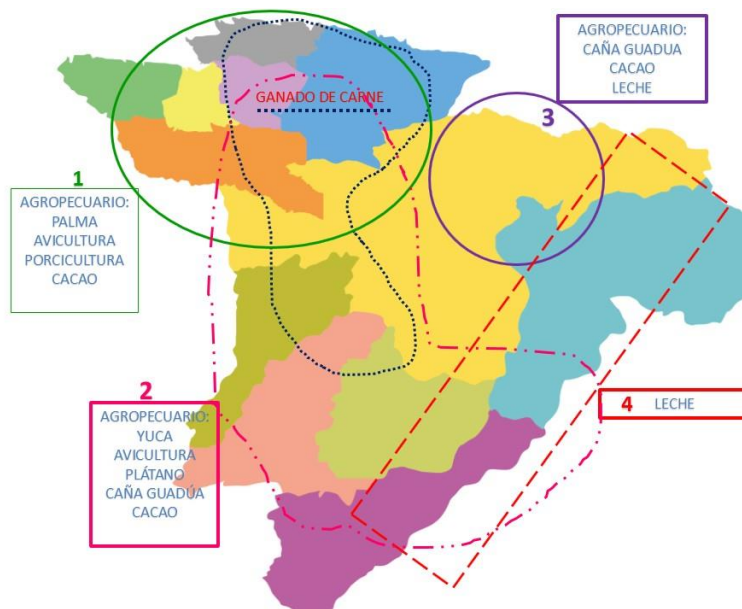 AGROPECUARIO:
CAÑA GUADUA
CACAO
LECHE
3
GANADO DE CARNE
1
AGROPECUARIO:
PALMA
AVICULTURA
PORCICULTURA
CACAO
2
AGROPECUARIO:
YUCA
AVICULTURA
PLÁTANO
CAÑA GUADÚA
CACAO
4 LECHE